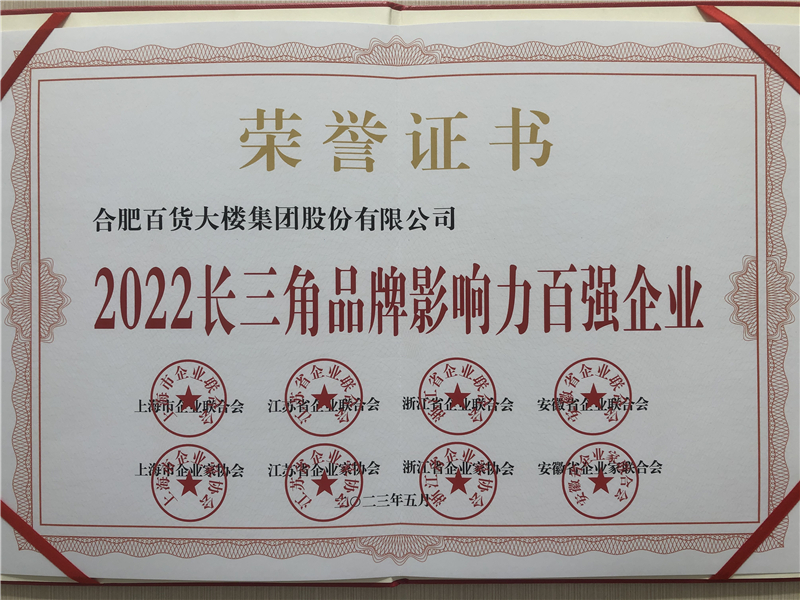 荣誉证书
合肥百货大楼集团股份有限公司
2022长三角品牌影响力百强企业
上海市企业联合会 江苏省企业联合会 浙江省企业联合会 安徽省企业联合会
上海市企业家协会 江苏省企业家协会 浙江省企业家协会 安徽省企业家联合会
二〇二三年五月